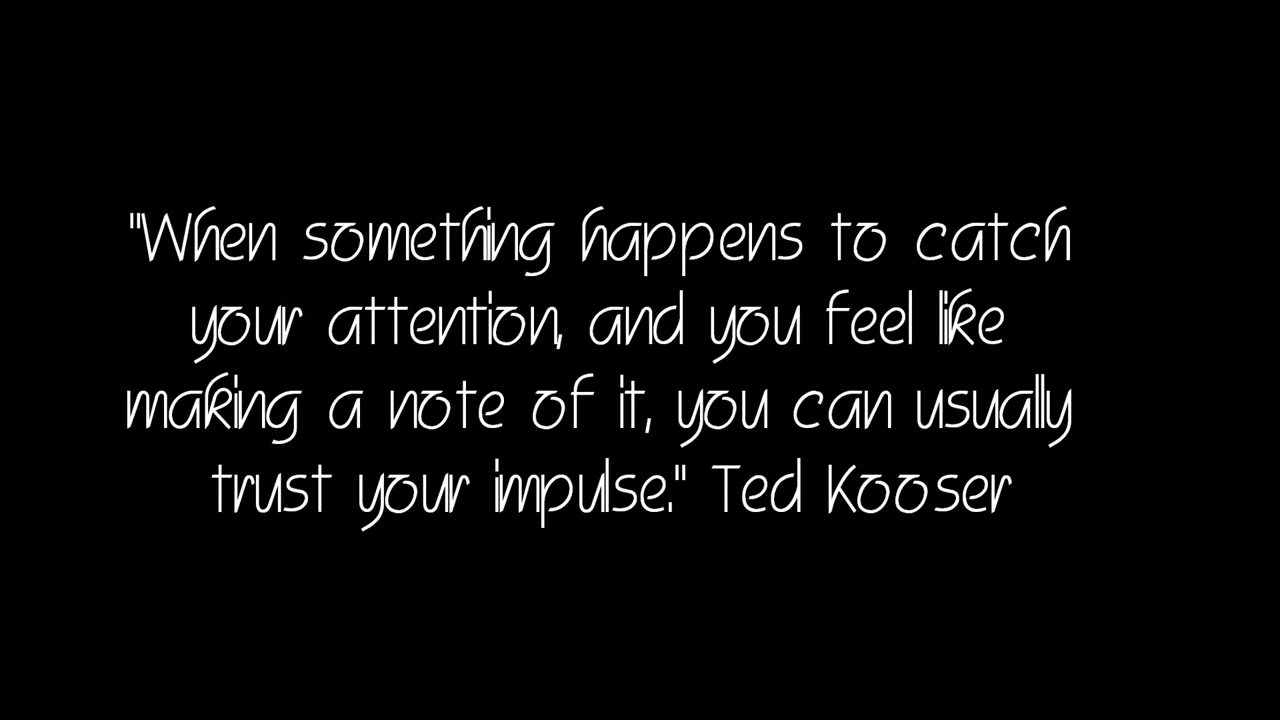 "When something happens to catch
your attention, and you feel like
making a note of it, you can usually
trust your impulse." Ted Kooser